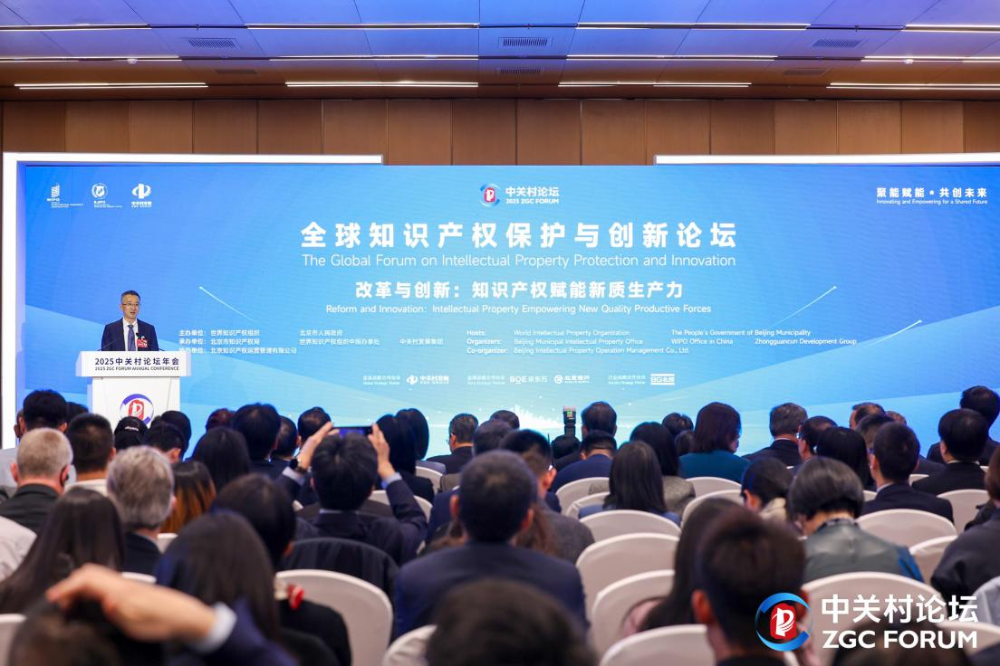 WIPO
中关村论坛
2025 ZGC FORUM
聚能赋能·共创未来
Innovating and Empowering for a Shared Future
全球知识产权保护与创新论坛
The Global Forum on Intellectual Property Protection and Innovation
改革与创新：知识产权赋能新质生产力
Reform and Innovation: Intellectual Property Empowering New Quality Productive Forces
主办单位：世界知识产权组织 北京市人民政府
承办单位：北京市知识产权局 世界知识产权组织中国办事处 中关村发展集团
北京知识产权运营管理有限公司
Hosts: World Intellectual Property Organization The People's Government of Beijing Municipality
Organizers: Beijing Municipal Intellectual Property Office WIPO Office in China Zhongguancun Development Group
Co-organizer: Beijing Intellectual Property Operation Management Co., Ltd.
BOE 京东方
2025中关村论坛年会
2025 ZGC FORUM ANNUAL CONFERENCE
中关村论坛
ZGC FORUM